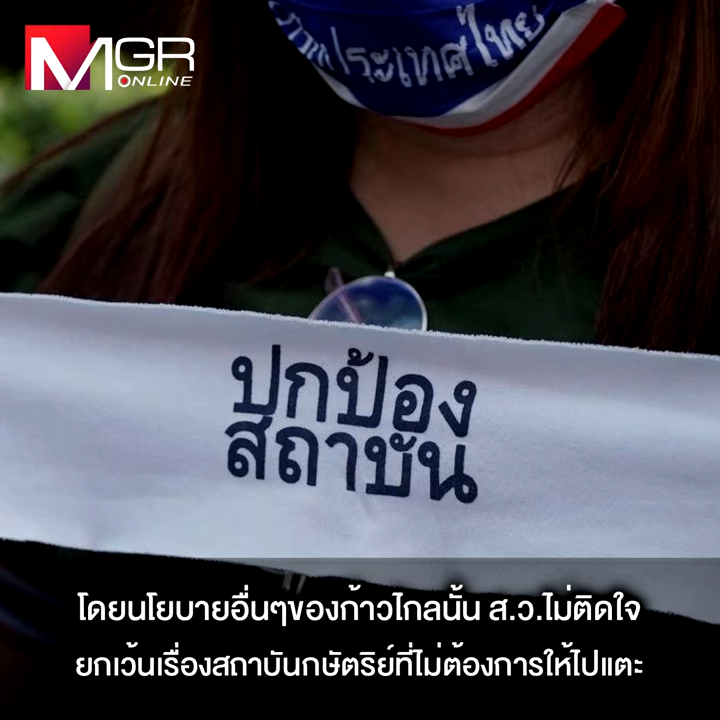 MGR
ONLINE
ประเทศไทย
ปกป้อง
สถาบัน
โดยนโยบายอื่นๆของก้าวไกลนั้น ส.ว.ไม่ติดใจ
ยกเว้นเรื่องสถาบันกษัตริย์ที่ไม่ต้องการให้ไปแตะ